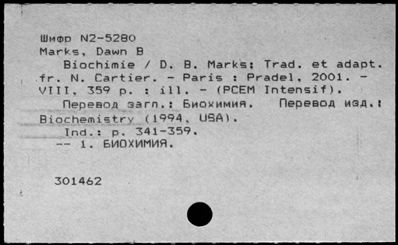 Шифр N2-5280
Marks, Dawn B
Biochimie / D. B. Marks; Trad. et adapt.
fr. N. Cartier. - Paris : Pradel, 2001. -
VIII, 359 p. : ill. - (PCEM Intensif).
Перевод загл.: Биохимия. Перевод изд.:
Biochemistry (1994, USA).
Ind.: p. 341-359.
-- 1. БИОХИМИЯ.
301462